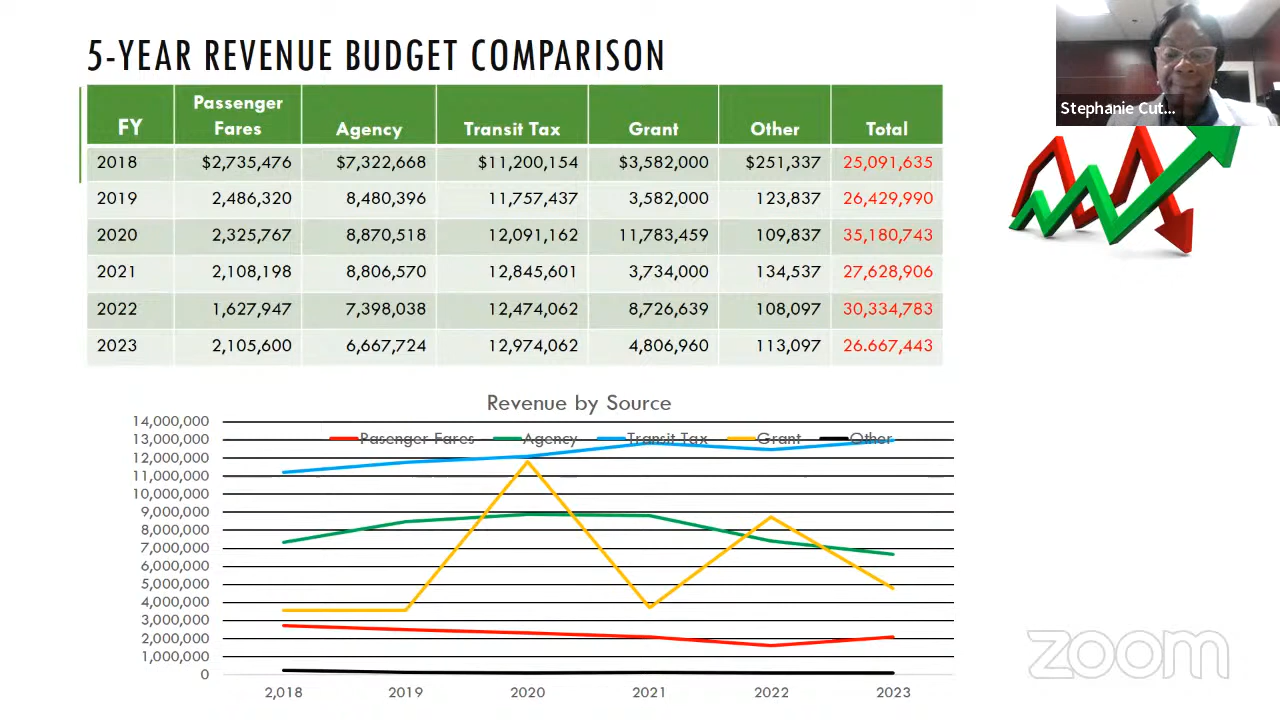 5-YEAR REVENUE BUDGET COMPARISON
Stephanie Cut...
FY Passenger Fares Agency Transit Tax Grant Other Total
2018 $2,735,476 $7,322,668 $11,200,154 $3,582,000 $251,337 25,091,635
2019 2,486,320 8,480,396 11,757,437 3,582,000 123,837 26,429,990
2020 2,325,767 8,870,518 12,091,162 11,783,459 109,837 35,180,743
2021 2,108,198 8,806,570 12,845,601 3,734,000 134,537 27,628,906
2022 1,627,947 7,398,038 12,474,062 8,726,639 108,097 30,334,783
2023 2,105,600 6,667,724 12,974,062 4,806,960 113,097 26.667,443
Revenue by Source
Pasenger Fares Agency Transit Tax Grant Other
14,000,000
13,000,000
12,000,000
11,000,000
10,000,000
9,000,000
8,000,000
7,000,000
6,000,000
5,000,000
4,000,000
3,000,000
2,000,000
1,000,000
0
2,018 2019 2020 2021 2022 2023
zoom